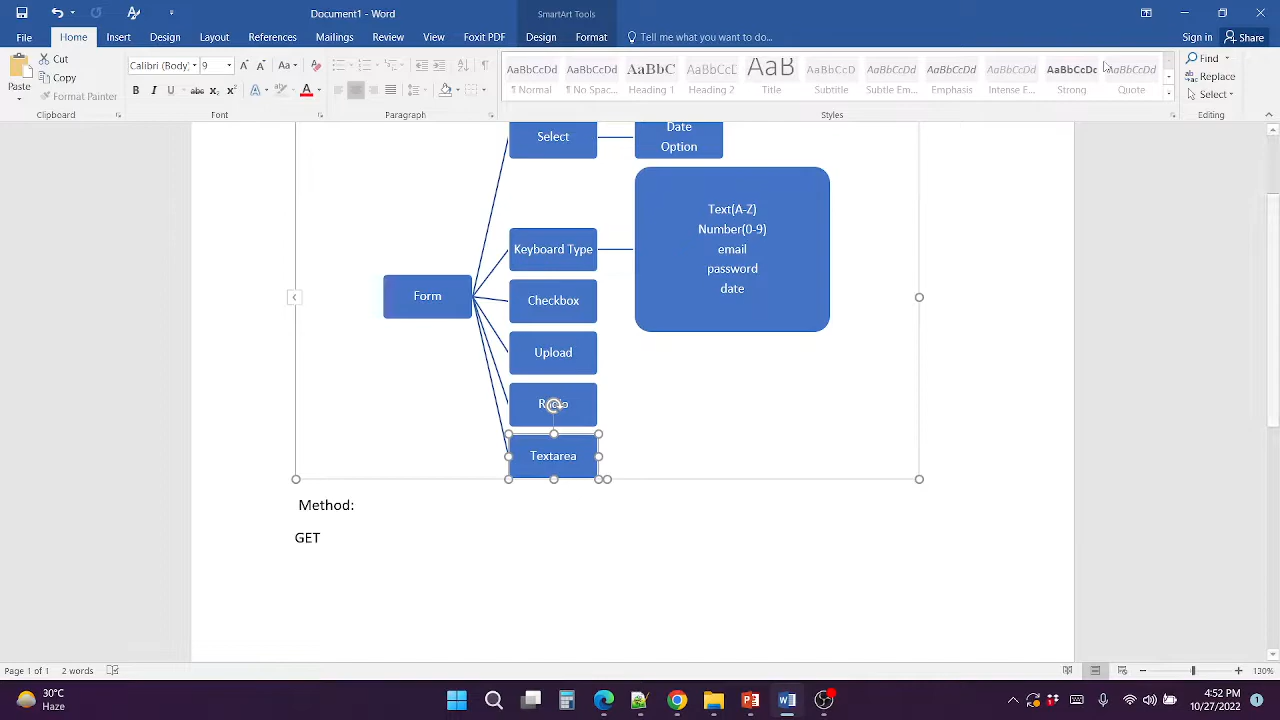 Document1 - Word
SmartArt Tools
File
Home
Insert
Design
Layout
References
Mailings
Review
View
Foxit PDF
Design
Format
Tell me what you want to do...
Sign in
Share
Paste
Cut
Copy
Format Painter
Clipboard
Calibri (Body)
9
Font
Paragraph
AaBbCcDd
¶ Normal
AaBbCcDd
¶ No Spac...
AaBbC
Heading 1
AaBbCcD
Heading 2
AaB
Title
AaBbCcD
Subtitle
AaBbCcDd
Subtle Em...
AaBbCcDd
Emphasis
AaBbCcDd
Intense E...
AaBbCcDc
Strong
AaBbCcDd
Quote
Styles
Find
Replace
Select
Editing
Select
Date
Option
Keyboard Type
Text(A-Z)
Number(0-9)
email
password
date
Form
Checkbox
Upload
Radio
Textarea
Method:
GET
Page 1 of 1
2 words
130%
30°C
Haze
4:52 PM
10/27/2022